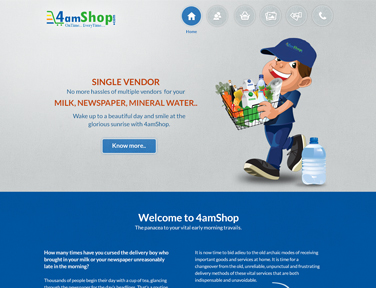 4amShop.com
On Time... Every Time.
Home
SINGLE VENDOR
No more hassles of multiple vendors for your
MILK, NEWSPAPER, MINERAL WATER..
Wake up to a beautiful day and smile at the
glorious sunrise with 4amShop.
Know more..
Welcome to 4amShop
The panacea to your vital early morning travails.
How many times have you cursed the delivery boy who
brought in your milk or your newspaper unreasonably
late in the morning?
Thousands of people begin their day with a cup of tea, glancing
through the newspaper for the day's headlines. That's a routine
It is now time to bid adieu to the old archaic modes of receiving
important goods and services at home. It is time for a
changeover from the old, unreliable, unpunctual and frustrating
delivery methods of these vital services that are both
indispensable and unavoidable.